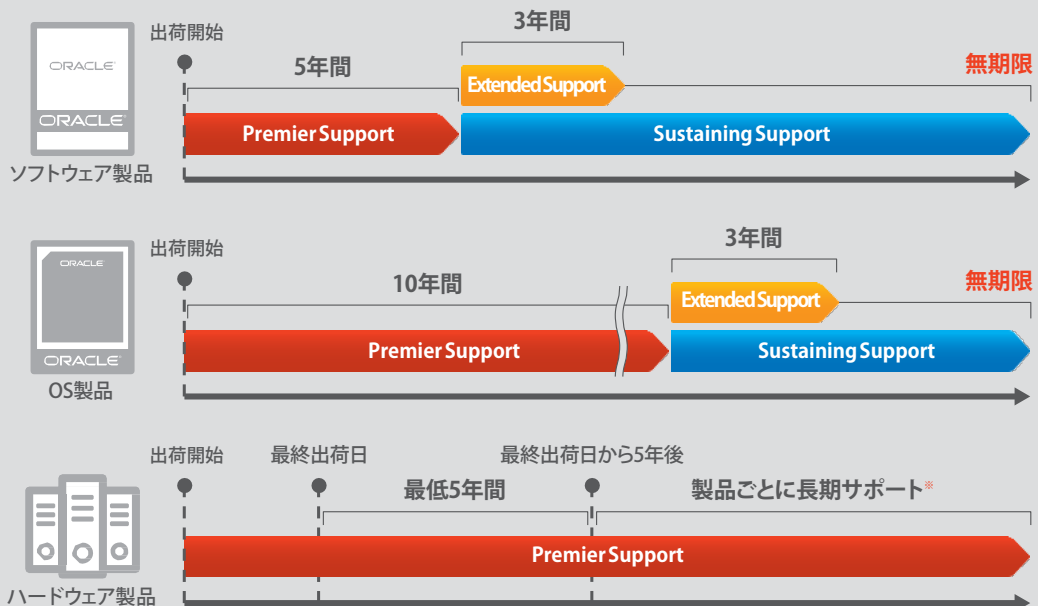 出荷開始
3年間
5年間
無期限
ORACLE
Extended Support
ORACLE
Premier Support
Sustaining Support
ソフトウェア製品
出荷開始
3年間
10年間
無期限
ORACLE
Extended Support
Premier Support
Sustaining Support
ORACLE
OS製品
出荷開始
最終出荷日
最終出荷日から5年後
最低5年間
製品ごとに長期サポート※
Premier Support
ハードウェア製品